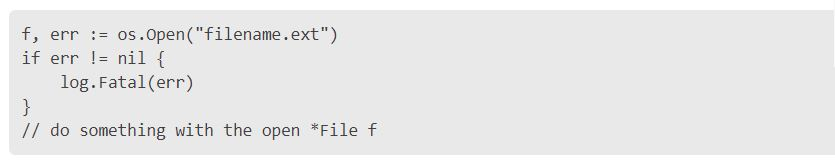 f, err := os.Open("filename.ext")
if err != nil {
    log.Fatal(err)
}
// do something with the open *File f